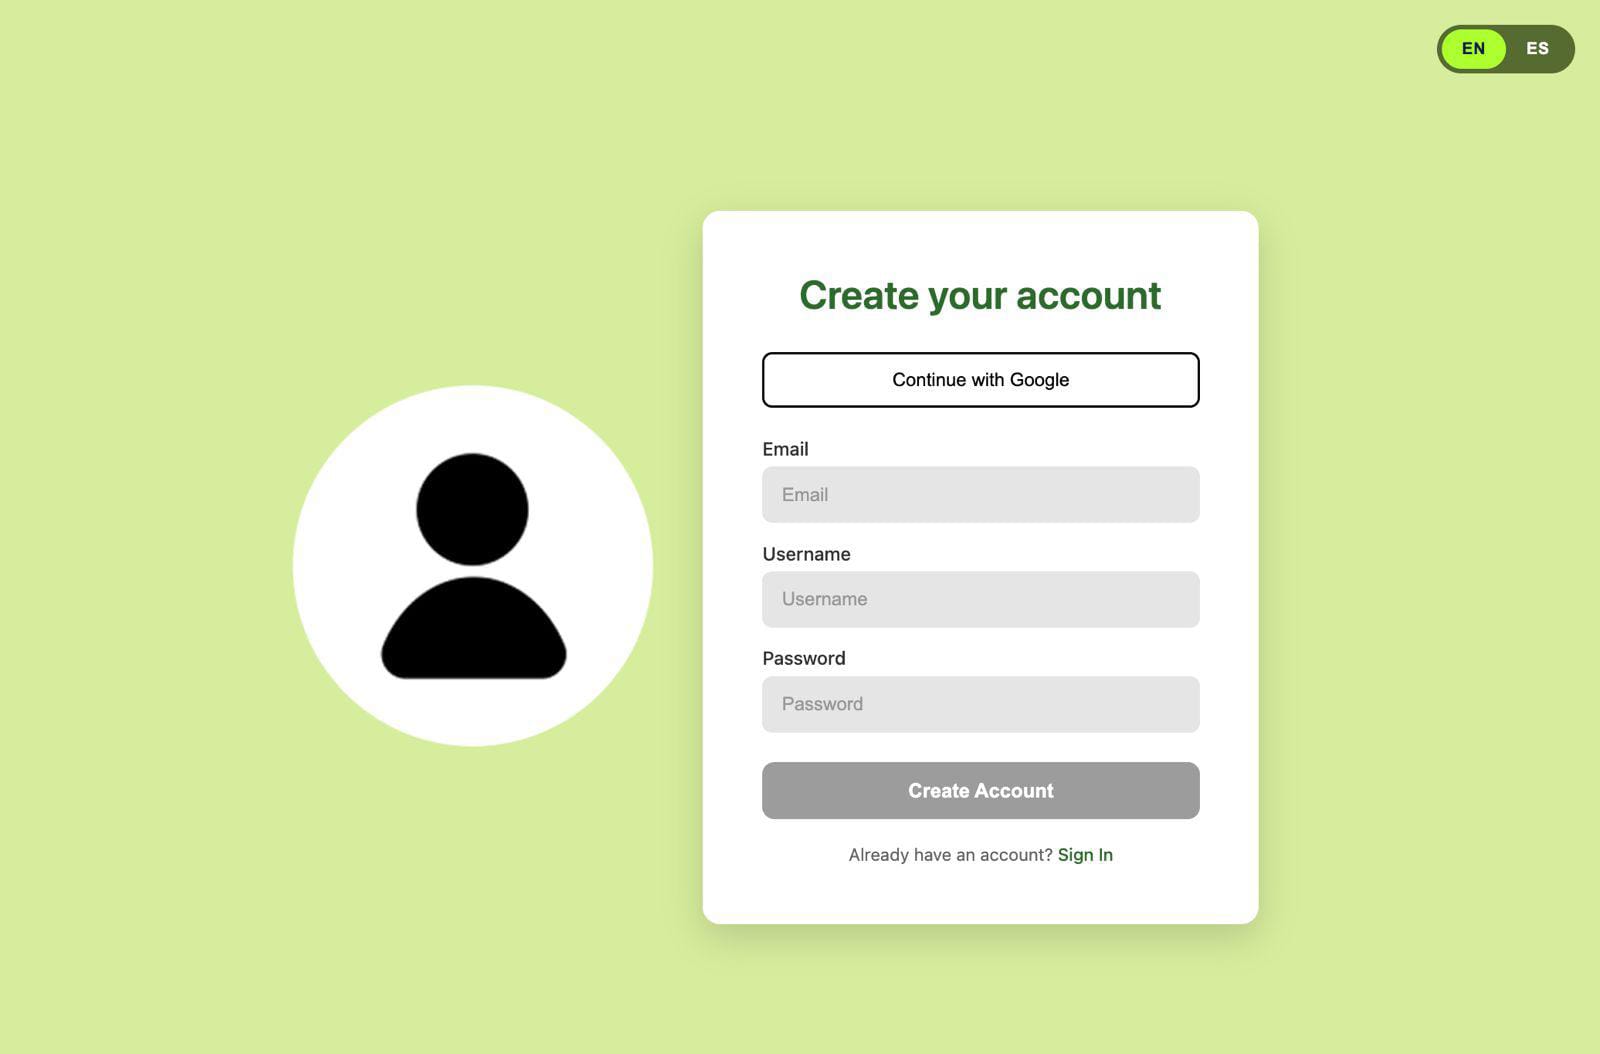 EN ES
Create your account
Continue with Google
Email
Email
Username
Username
Password
Password
Create Account
Already have an account? Sign In